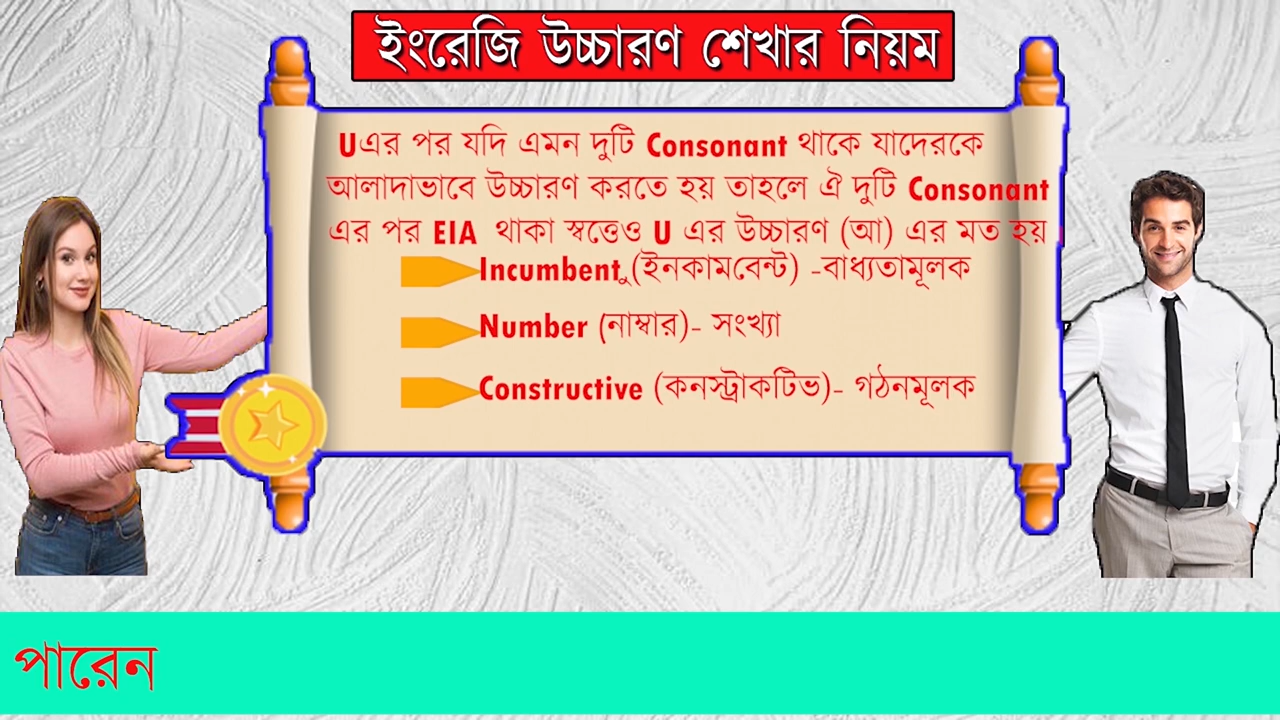 ইংরেজি উচ্চারণ শেখার নিয়ম
Uএর পর যদি এমন দুটি Consonant থাকে যাদেরকে
আলাদাভাবে উচ্চারণ করতে হয় তাহলে ঐ দুটি Consonant
এর পর EIA থাকা স্বত্তেও U এর উচ্চারণ (আ) এর মত হয়
Incumbentু (ইনকামবেন্ট) -বাধ্যতামূলক
Number (নাম্বার)- সংখ্যা
Constructive (কনস্ট্রাকটিভ)- গঠনমূলক
পারেন